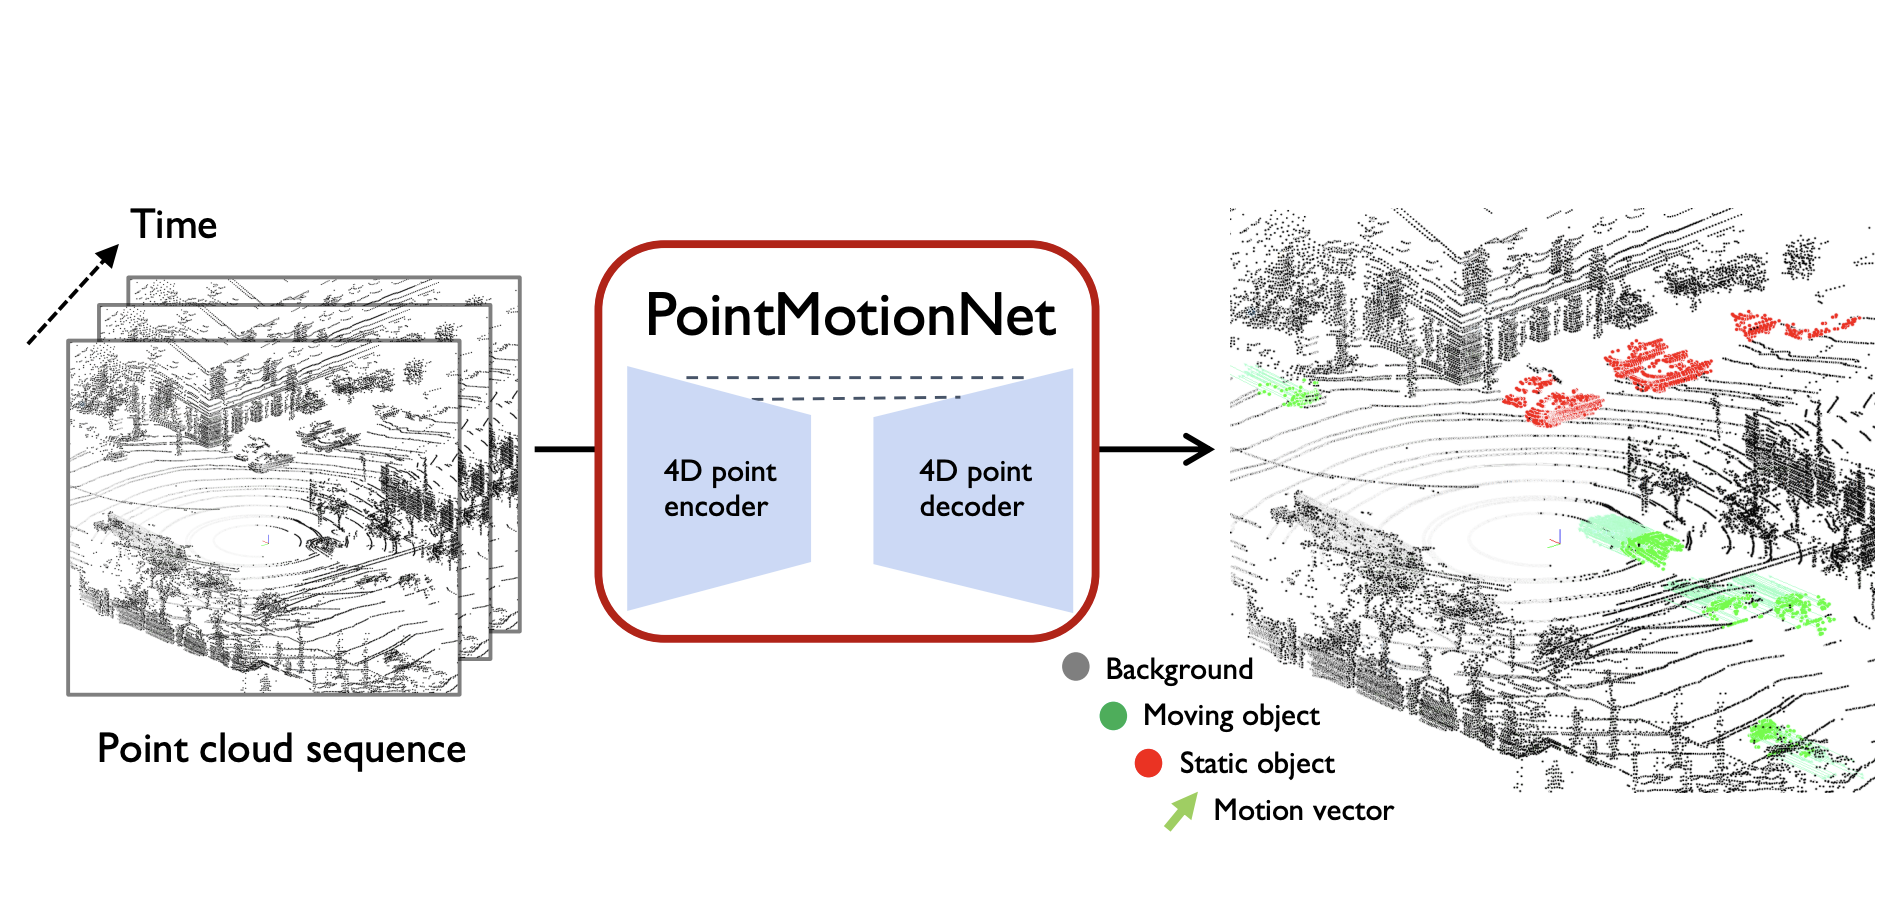 Time
Point cloud sequence
PointMotionNet
4D point
encoder
4D point
decoder
Background
Moving object
Static object
Motion vector